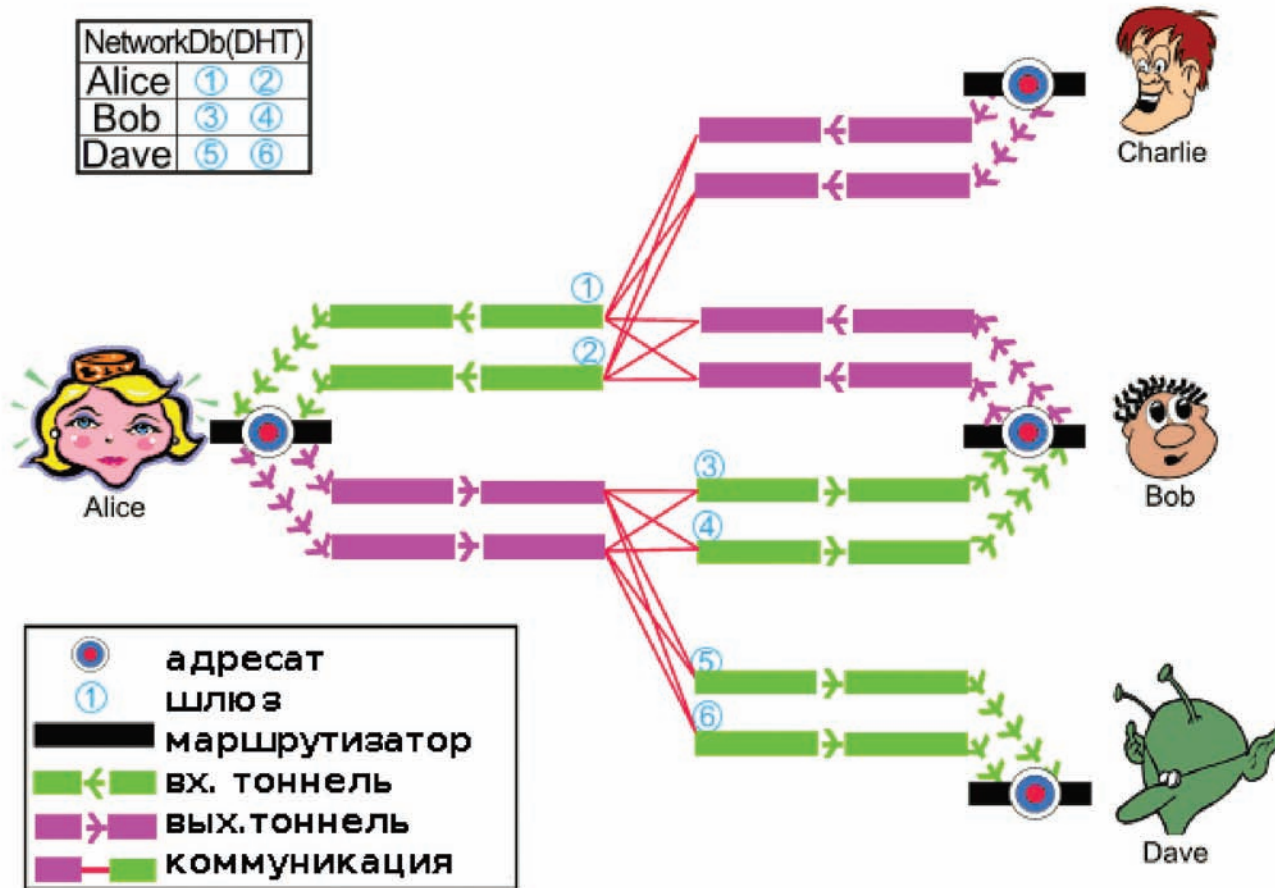 NetworkDb(DHT)
Alice ① ②
Bob ③ ④
Dave ⑤ ⑥
Charlie
①
②
Alice
③
④
Bob
⑤
⑥
Dave
адресат
① шлюз
маршрутизатор
вх. тоннель
вых.тоннель
коммуникация